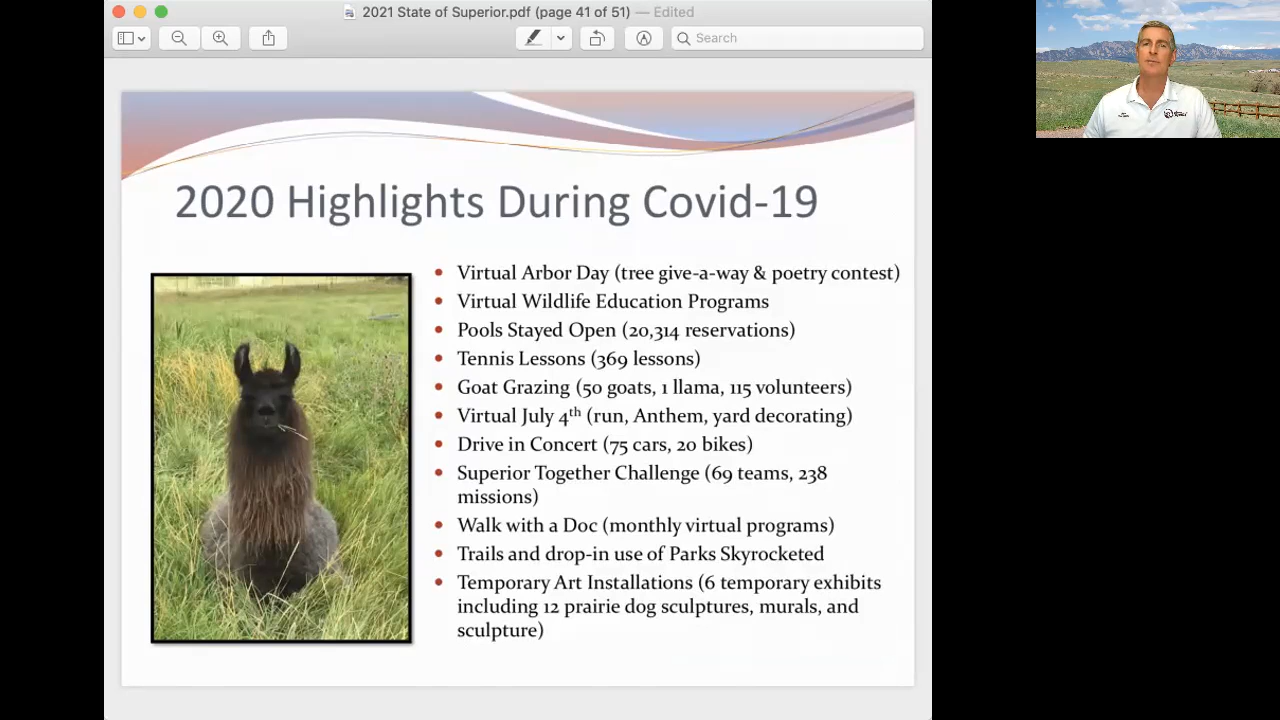 2021 State of Superior.pdf (page 41 of 51) — Edited
Search
2020 Highlights During Covid-19
• Virtual Arbor Day (tree give-a-way & poetry contest)
• Virtual Wildlife Education Programs
• Pools Stayed Open (20,314 reservations)
• Tennis Lessons (369 lessons)
• Goat Grazing (50 goats, 1 llama, 115 volunteers)
• Virtual July 4th (run, Anthem, yard decorating)
• Drive in Concert (75 cars, 20 bikes)
• Superior Together Challenge (69 teams, 238
missions)
• Walk with a Doc (monthly virtual programs)
• Trails and drop-in use of Parks Skyrocketed
• Temporary Art Installations (6 temporary exhibits
including 12 prairie dog sculptures, murals, and
sculpture)